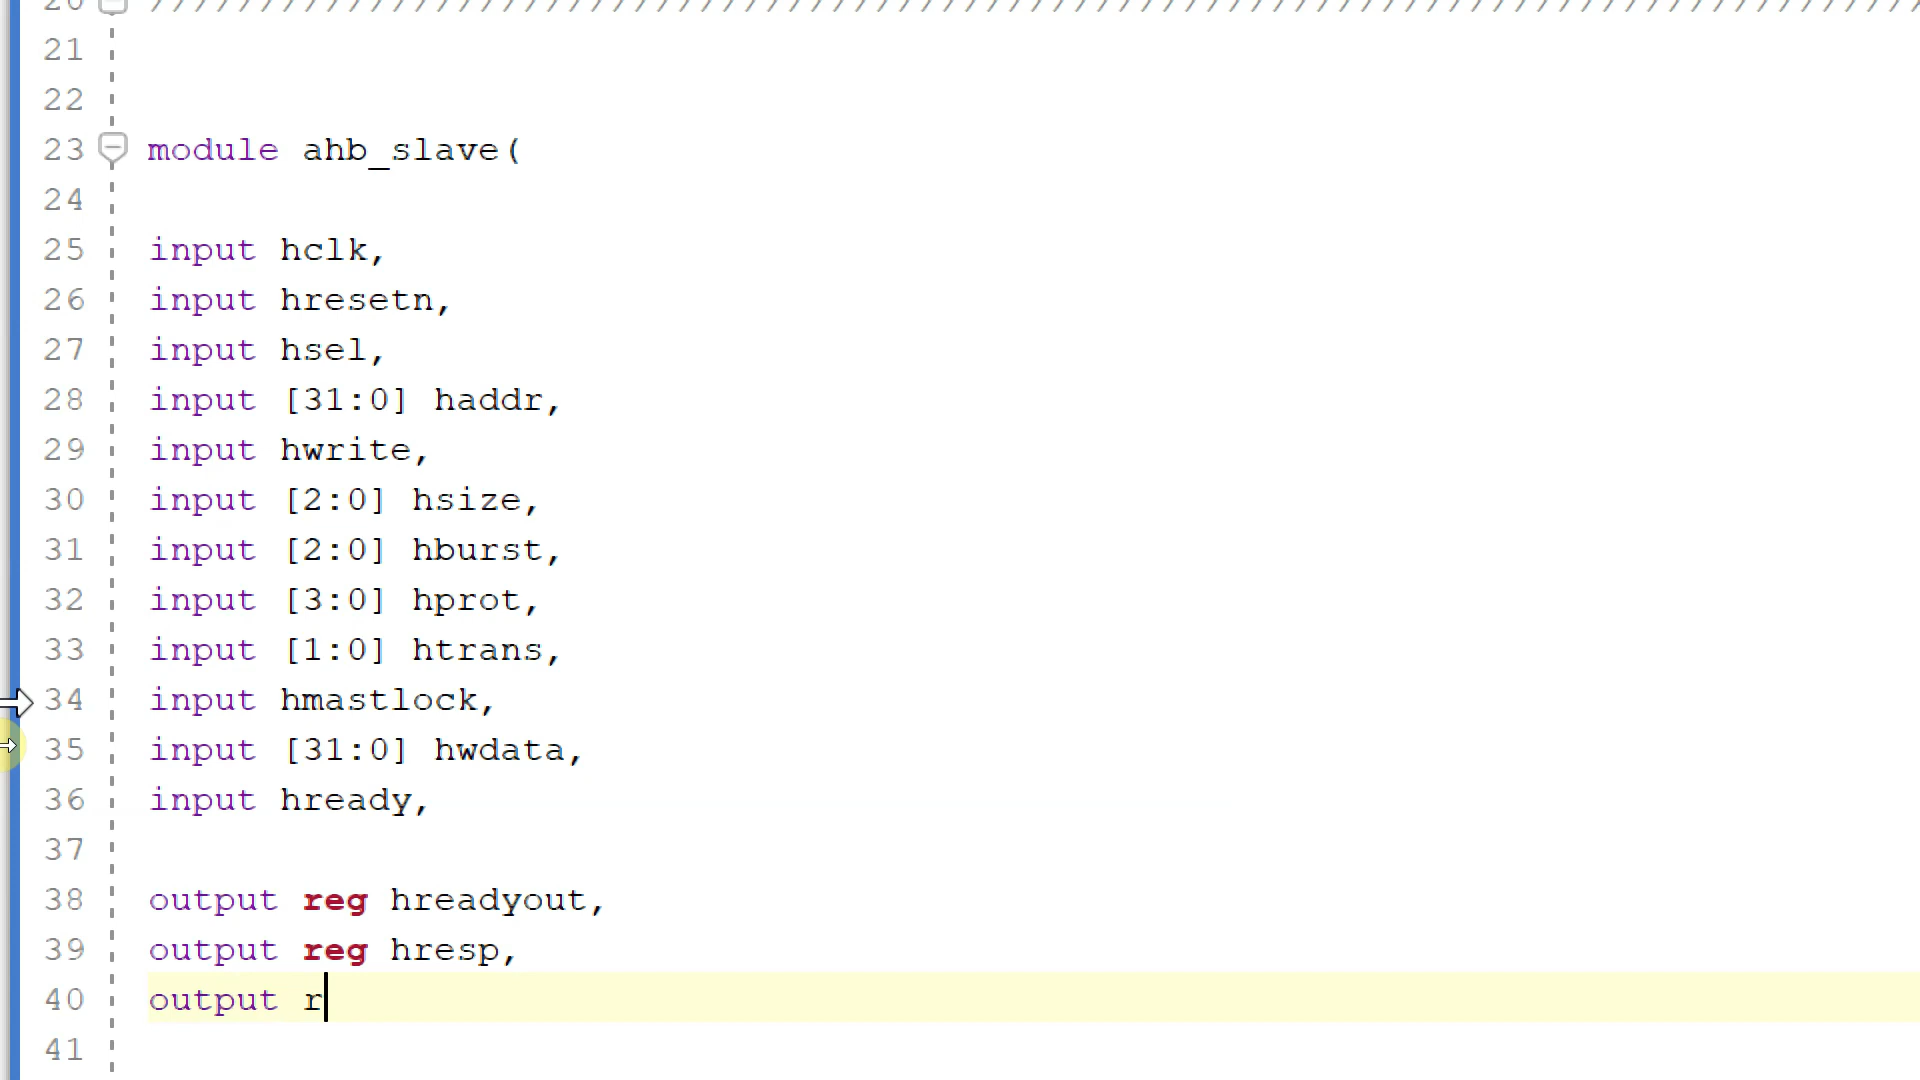 20 ////////////////////////////////////////////////////////////////////////////////
21
22
23 module ahb_slave(
24
25 input hclk,
26 input hresetn,
27 input hsel,
28 input [31:0] haddr,
29 input hwrite,
30 input [2:0] hsize,
31 input [2:0] hburst,
32 input [3:0] hprot,
33 input [1:0] htrans,
34 input hmastlock,
35 input [31:0] hwdata,
36 input hready,
37
38 output reg hreadyout,
39 output reg hresp,
40 output r
41